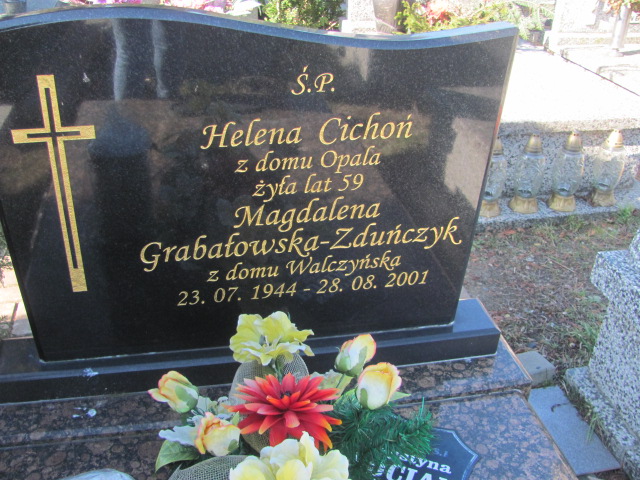 Ś.P.
Helena Cichoń
z domu Opala
żyła lat 59
Magdalena
Grabałowska-Zduńczyk
z domu Walczyńska
23. 07. 1944 - 28. 08. 2001